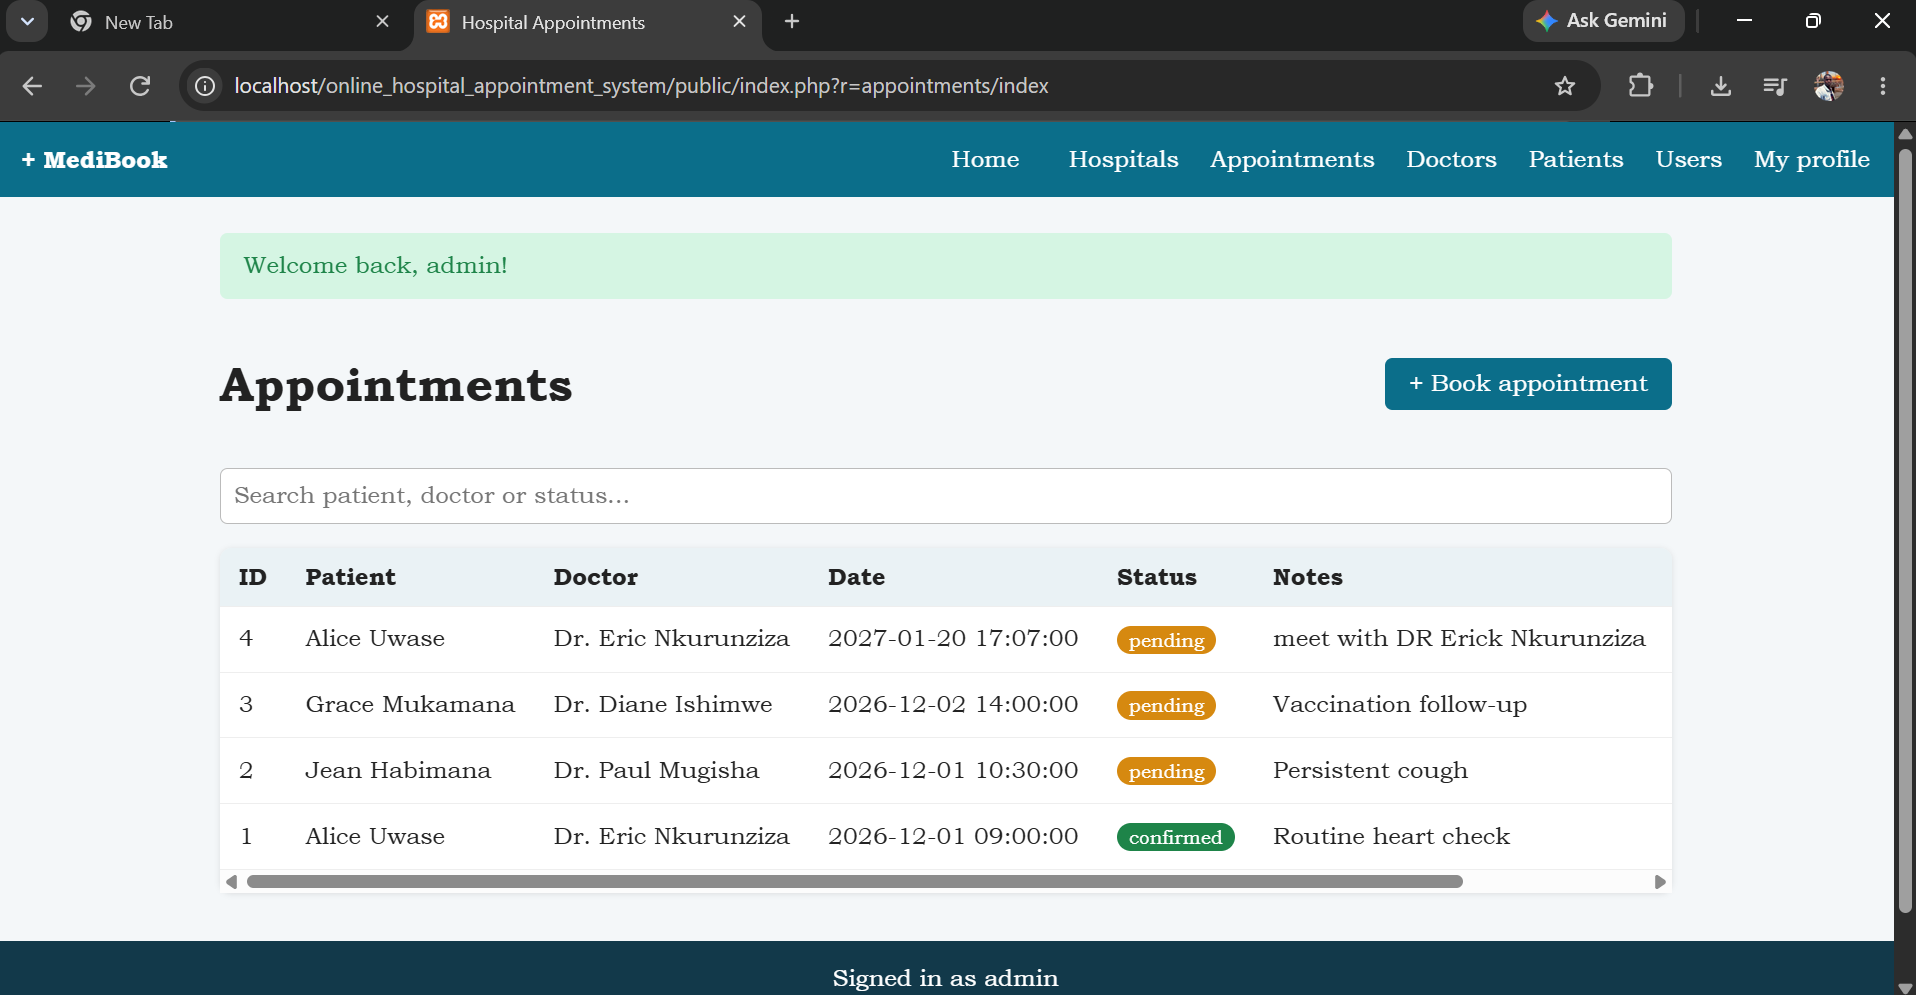 New Tab
Hospital Appointments
Ask Gemini
localhost/online_hospital_appointment_system/public/index.php?r=appointments/index
+ MediBook
Home Hospitals Appointments Doctors Patients Users My profile
Welcome back, admin!
Appointments
+ Book appointment
Search patient, doctor or status...
ID Patient Doctor Date Status Notes
4 Alice Uwase Dr. Eric Nkurunziza 2027-01-20 17:07:00 pending meet with DR Erick Nkurunziza
3 Grace Mukamana Dr. Diane Ishimwe 2026-12-02 14:00:00 pending Vaccination follow-up
2 Jean Habimana Dr. Paul Mugisha 2026-12-01 10:30:00 pending Persistent cough
1 Alice Uwase Dr. Eric Nkurunziza 2026-12-01 09:00:00 confirmed Routine heart check
Signed in as admin